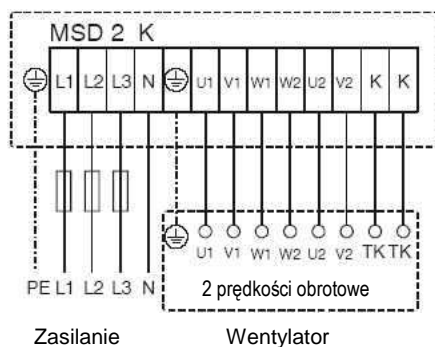 MSD 2 K
L1 L2 L3 N U1 V1 W1 W2 U2 V2 K K
U1 V1 W1 W2 U2 V2 TK TK
PE L1 L2 L3 N
2 prędkości obrotowe
Zasilanie Wentylator